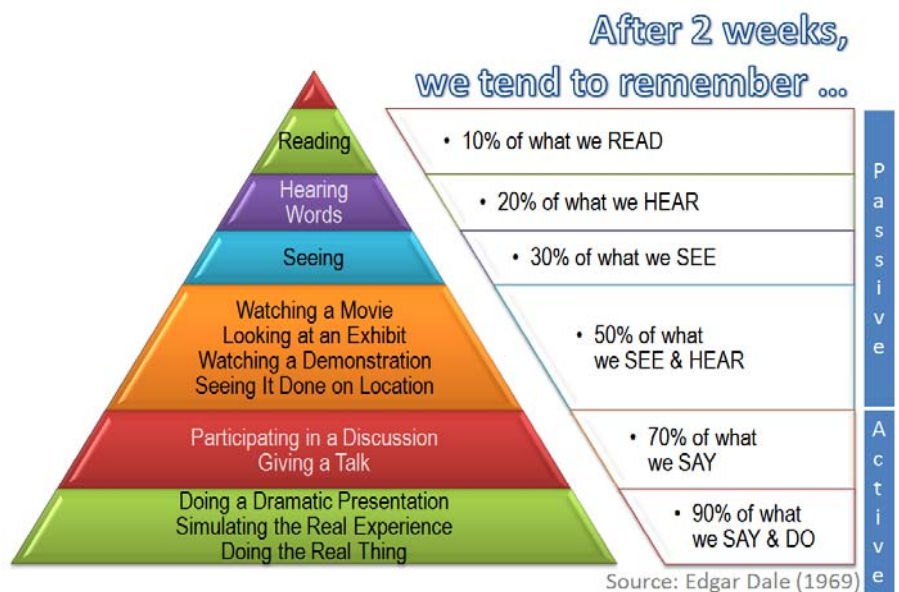 After 2 weeks,
we tend to remember ...
Reading
• 10% of what we READ
Hearing
Words
• 20% of what we HEAR
Seeing
• 30% of what we SEE
Watching a Movie
Looking at an Exhibit
Watching a Demonstration
Seeing It Done on Location
• 50% of what
we SEE & HEAR
Passive
Participating in a Discussion
Giving a Talk
• 70% of what
we SAY
Doing a Dramatic Presentation
Simulating the Real Experience
Doing the Real Thing
• 90% of what
we SAY & DO
Active
Source: Edgar Dale (1969)